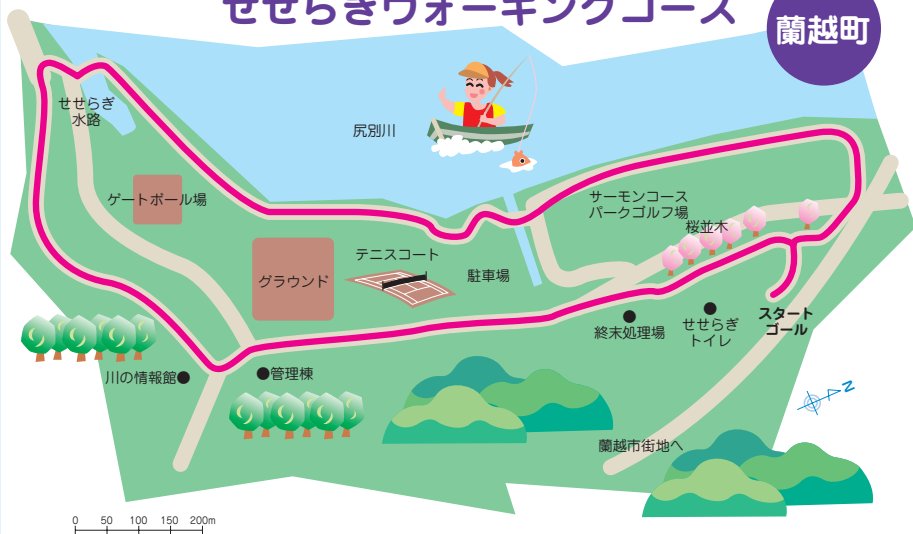 せせらぎウォーキングコース
蘭越町
せせらぎ
水路
尻別川
ゲートボール場
サーモンコース
パークゴルフ場
桜並木
テニスコート
グラウンド
駐車場
スタート
ゴール
終末処理場
せせらぎ
トイレ
川の情報館
管理棟
N
蘭越市街地へ
0 50 100 150 200m